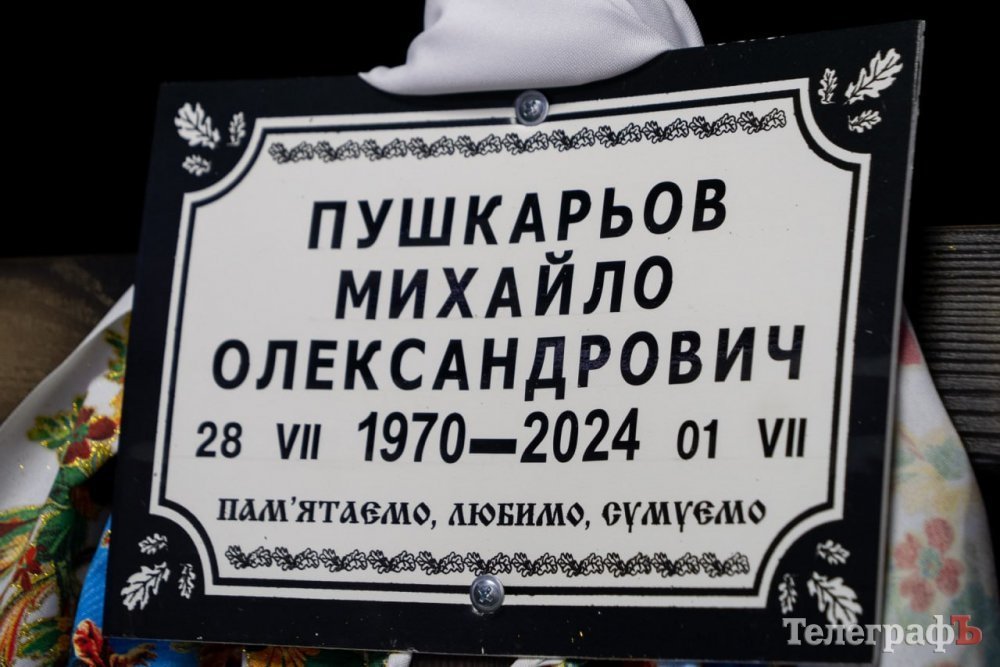 ПУШКАРЬОВ
МИХАЙЛО
ОЛЕКСАНДРОВИЧ
28 VII 1970—2024 01 VII
ПАМ'ЯТАЄМО, ЛЮБИМО, СУМУЄМО
ТелеграфЪ